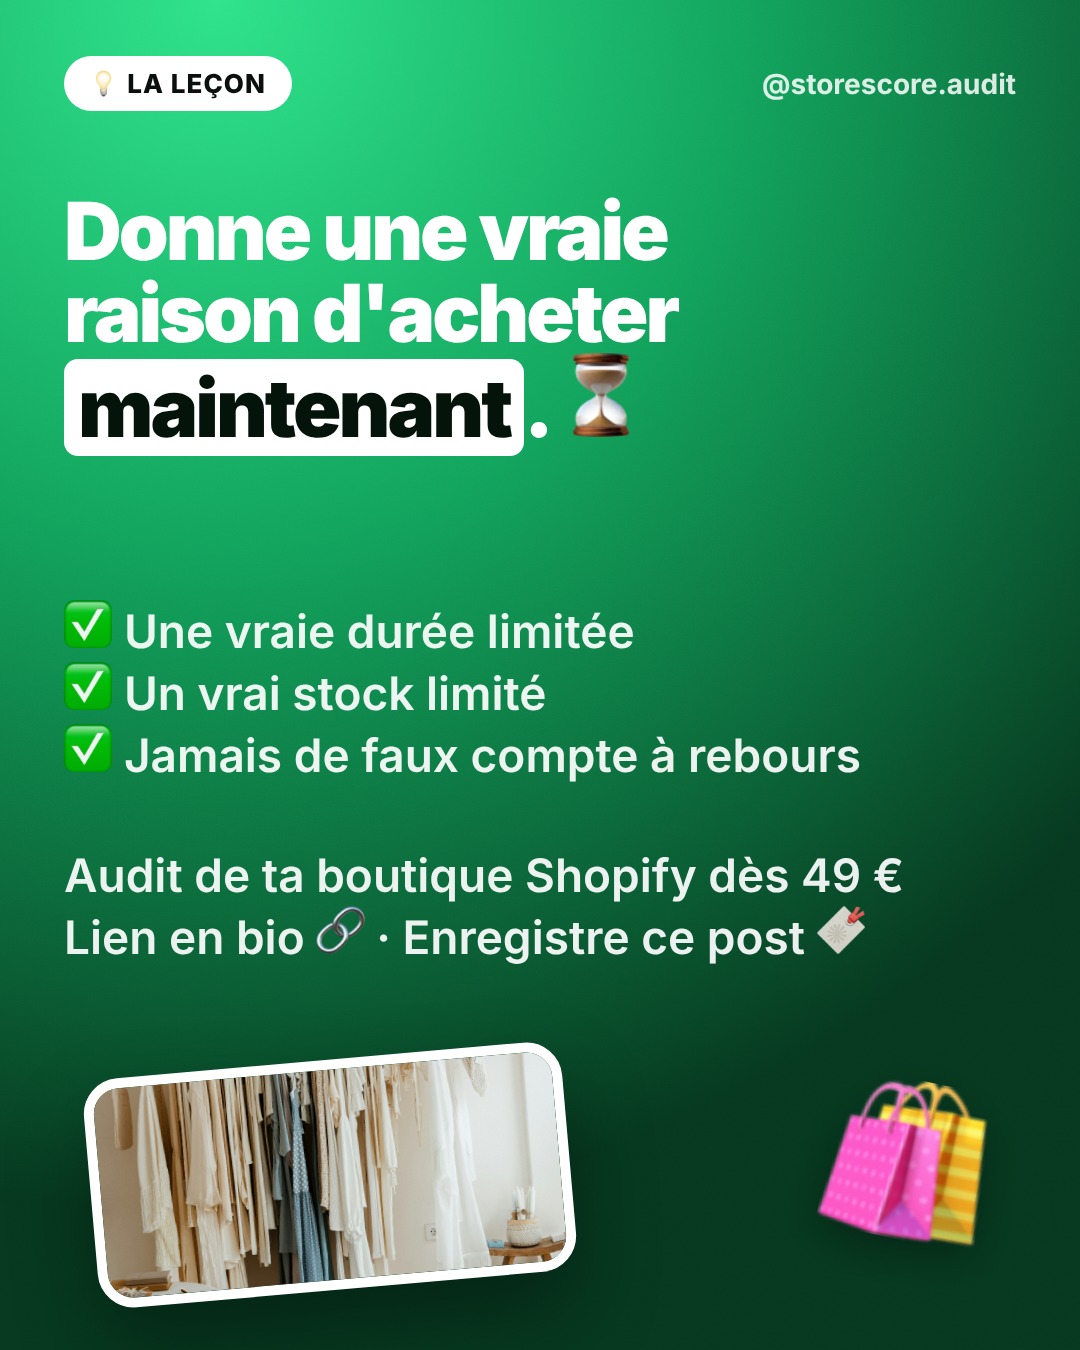 💡 LA LEÇON
@storescore.audit
Donne une vraie
raison d'acheter
maintenant. ⏳
✅ Une vraie durée limitée
✅ Un vrai stock limité
✅ Jamais de faux compte à rebours
Audit de ta boutique Shopify dès 49 €
Lien en bio 🔗 · Enregistre ce post 🔖